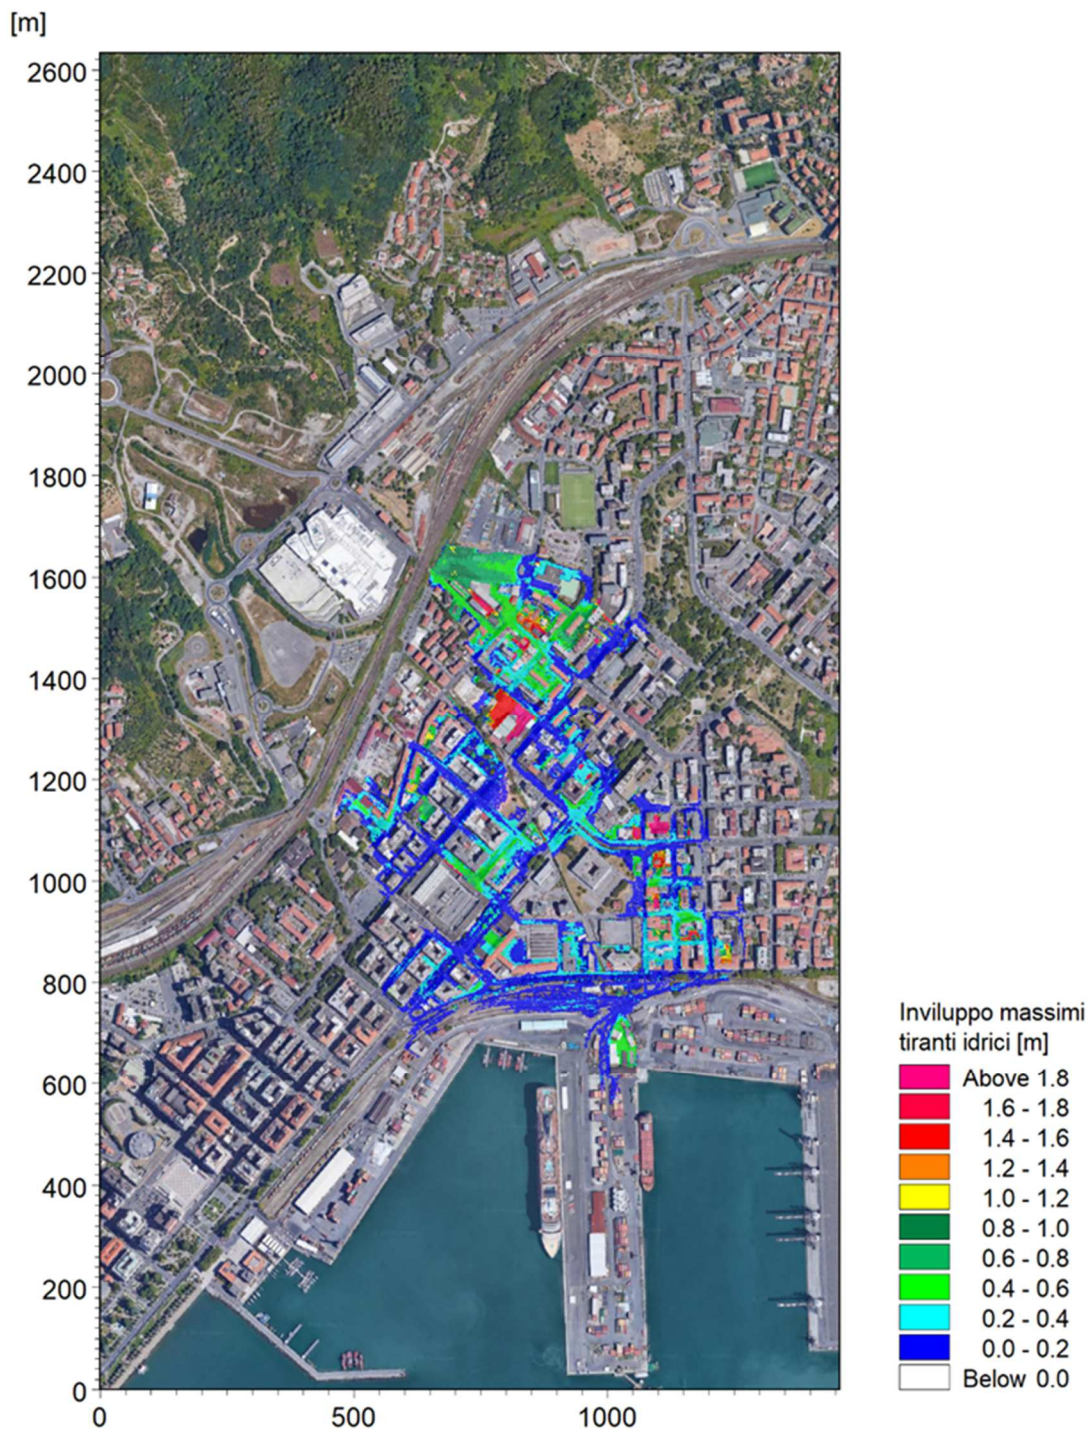 [m]
2600
2400
2200
2000
1800
1600
1400
1200
1000
800
600
400
200
0
0 500 1000
Inviluppo massimi
tiranti idrici [m]
Above 1.8
1.6 - 1.8
1.4 - 1.6
1.2 - 1.4
1.0 - 1.2
0.8 - 1.0
0.6 - 0.8
0.4 - 0.6
0.2 - 0.4
0.0 - 0.2
Below 0.0